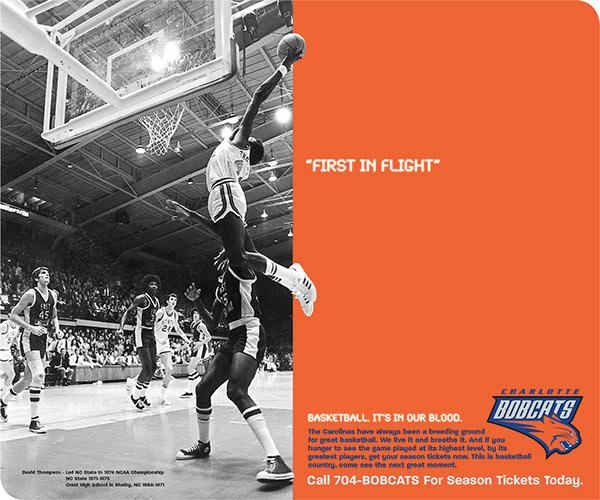 "FIRST IN FLIGHT"
BASKETBALL. IT'S IN OUR BLOOD.
The Carolinas have always been a breeding ground
for great basketball. We live it and breathe it. And if you
hunger to see the game played at its highest level, by its
greatest players, get your season tickets now. This is basketball
country, come see the next great moment.
Call 704-BOBCATS For Season Tickets Today.
CHARLOTTE
BOBCATS
David Thompson - Led NC State to 1974 NCAA Championship
NC State 1971-1975
Crest High School in Shelby, NC 1968-1971
45